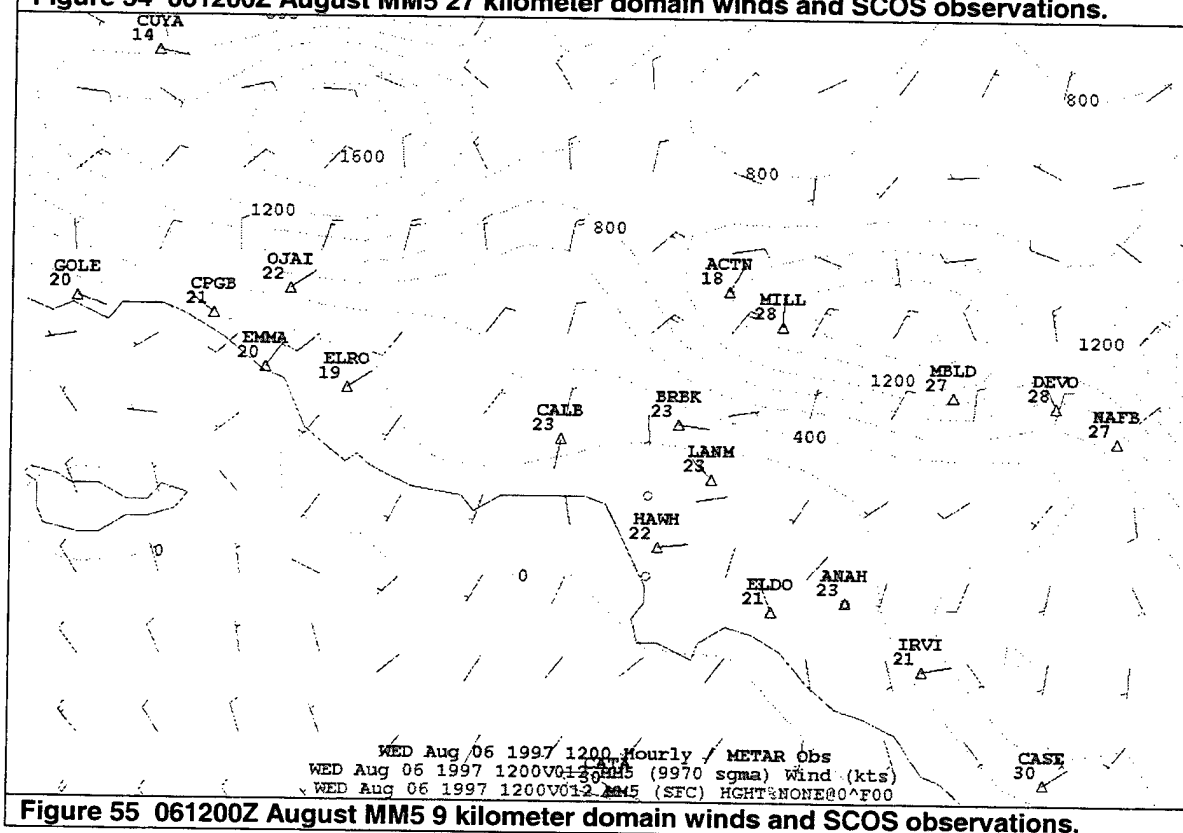 Figure 54 061200Z August MM5 27 kilometer domain winds and SCOS observations.
CUYA
14
800
1600
800
1200
800
GOLE
20
CPGB
21
OJAI
22
ACTN
18
MILL
28
EMMA
20
ELRO
19
1200
1200
MBLD
27
DEVO
28
NAFB
27
CALB
23
BRBK
23
400
LANM
23
HAWH
22
0
0
ELDO
21
ANAH
23
IRVI
21
CASE
30
WED Aug 06 1997 1200 Hourly / METAR Obs
CATA
30
WED Aug 06 1997 1200V012 MM5 (9970 sgma) Wind (kts)
WED Aug 06 1997 1200V012 MM5 (SFC) HGHT%NONE@0^F00
Figure 55 061200Z August MM5 9 kilometer domain winds and SCOS observations.